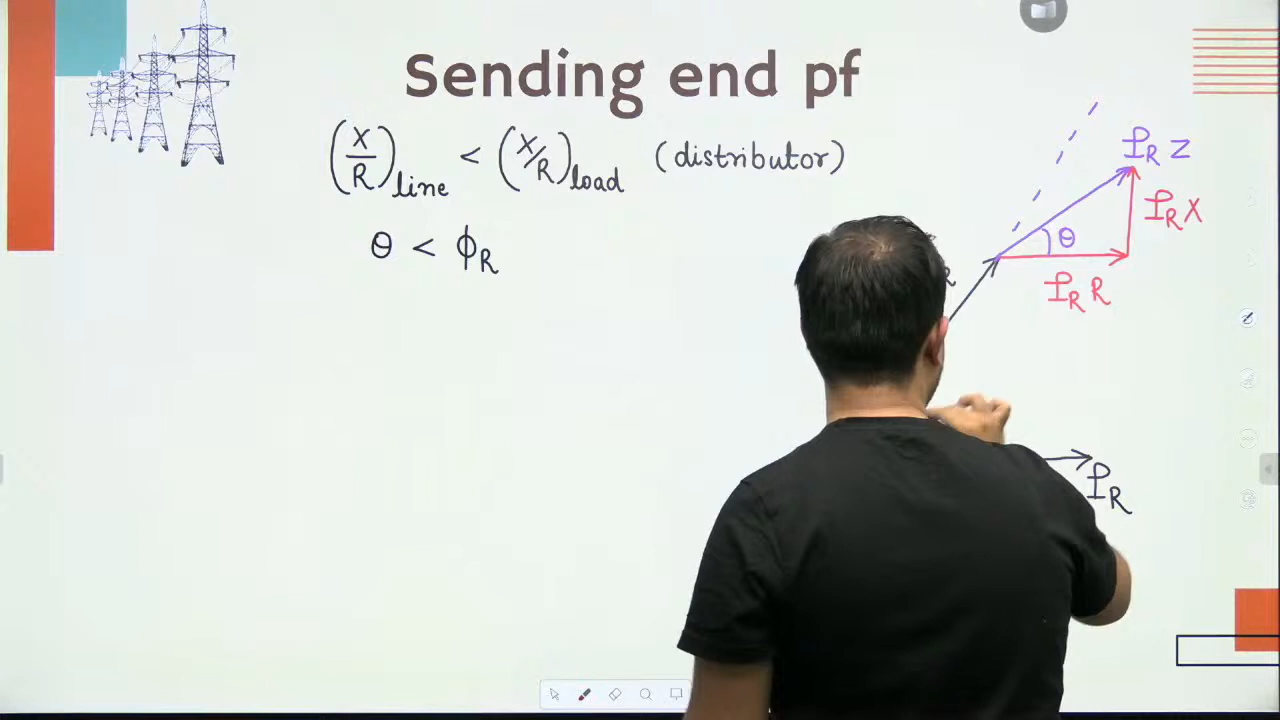 Sending end pf
(X/R)line < (X/R)load (distributor)
θ < ϕR
IR Z
IR X
θ
IR R
R
IR